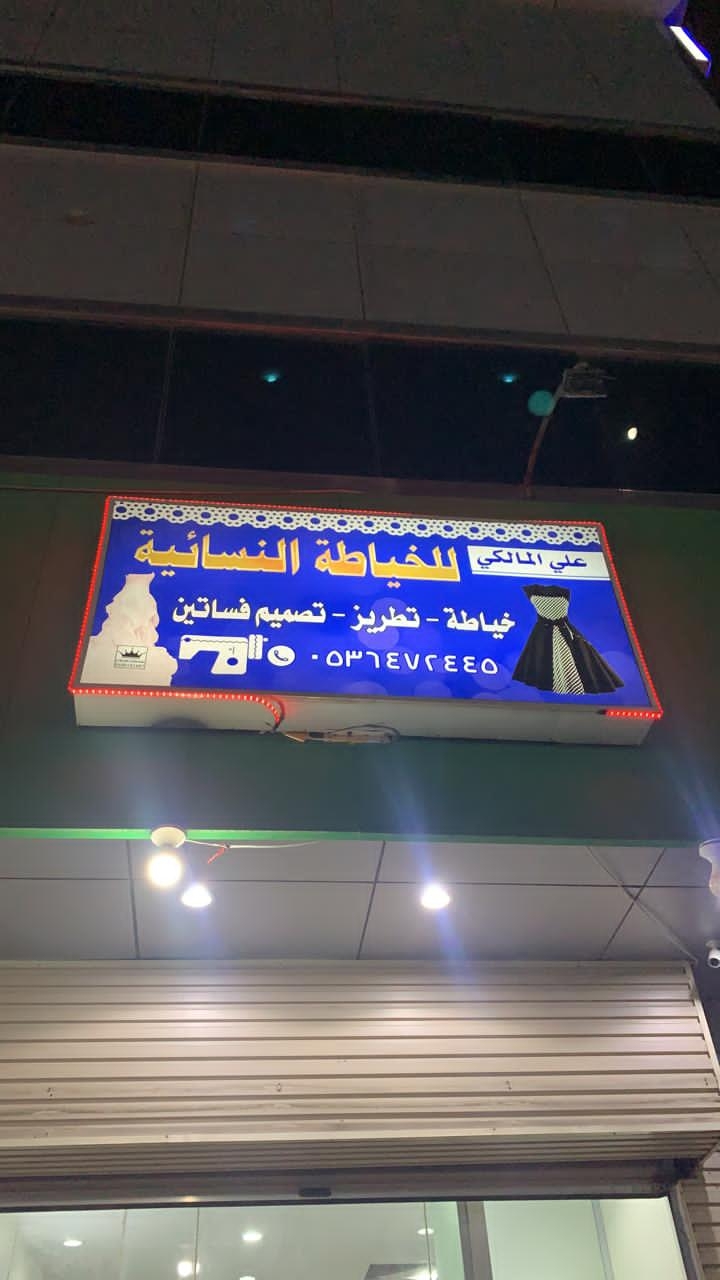 علي المالكي للخياطة النسائية
خياطة - تطريز - تصميم فساتين
٠٥٣٦٤٧٢٤٤٥